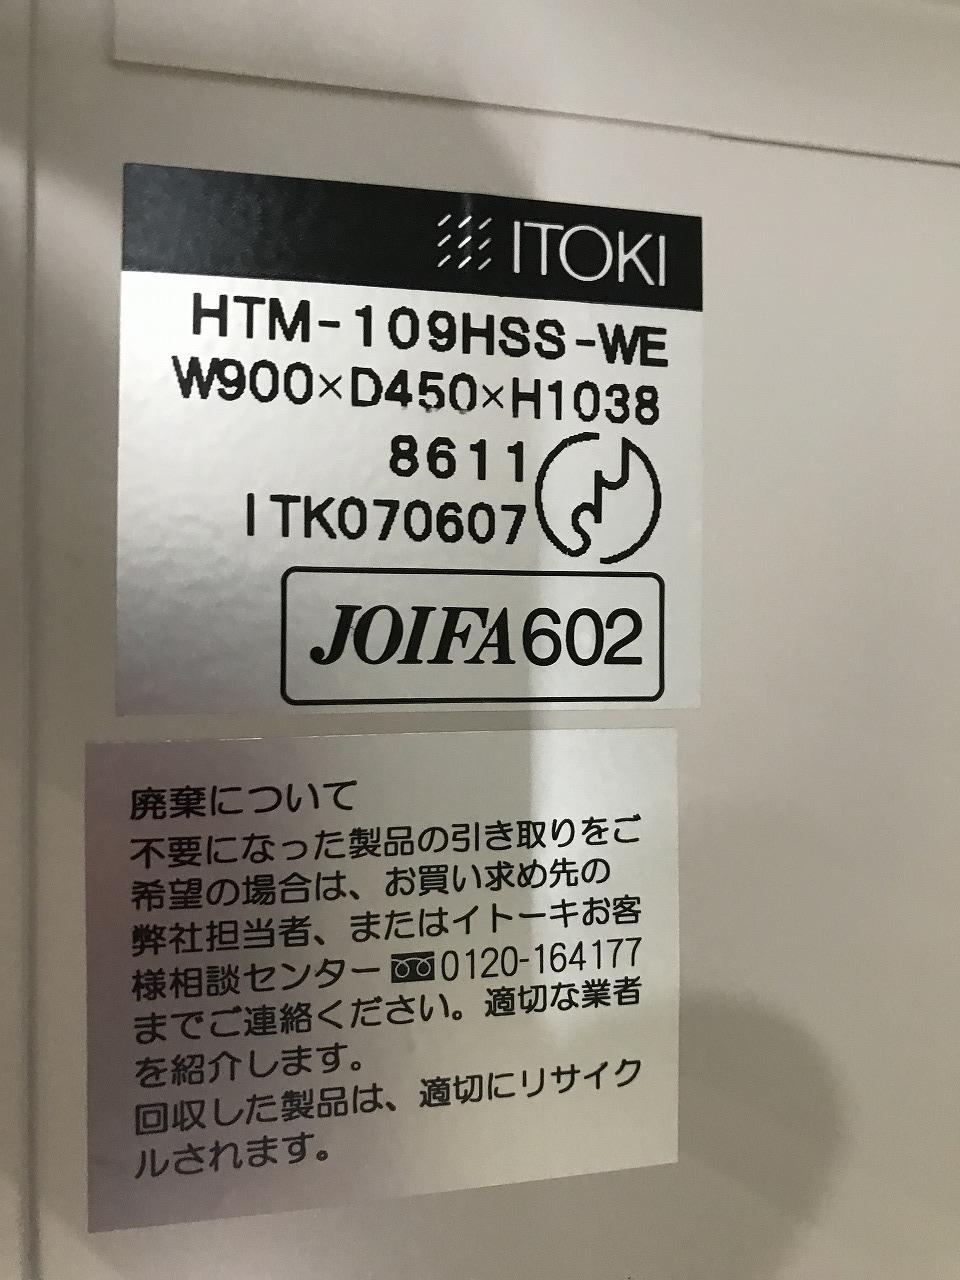 ITOKI
HTM-109HSS-WE
W900×D450×H1038
8611
ITK070607
JOIFA602
廃棄について
不要になった製品の引き取りをご
希望の場合は、お買い求め先の
弊社担当者、またはイトーキお客
様相談センター0120-164177
までご連絡ください。適切な業者
を紹介します。
回収した製品は、適切にリサイク
ルされます。